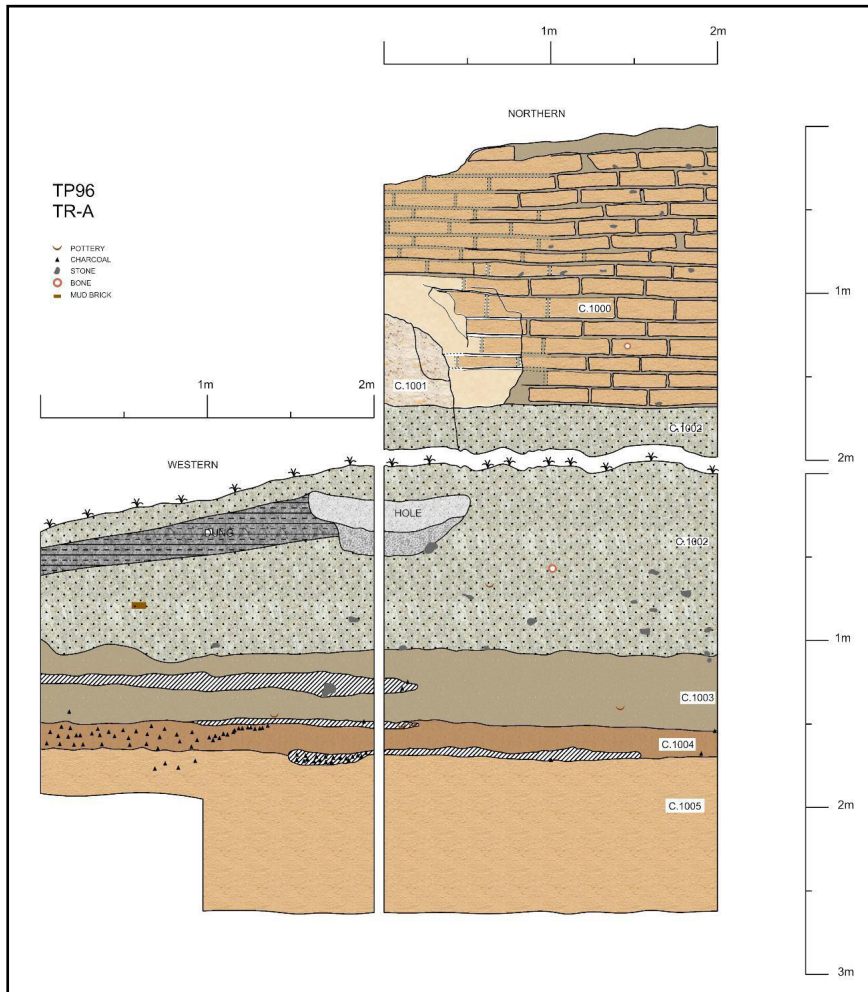 1m
2m
NORTHERN
TP96
TR-A
POTTERY
CHARCOAL
STONE
BONE
MUD BRICK
1m
C.1000
1m
2m
C.1001
C.1002
2m
WESTERN
HOLE
DUNG
C.1002
1m
C.1003
C.1004
C.1005
2m
3m